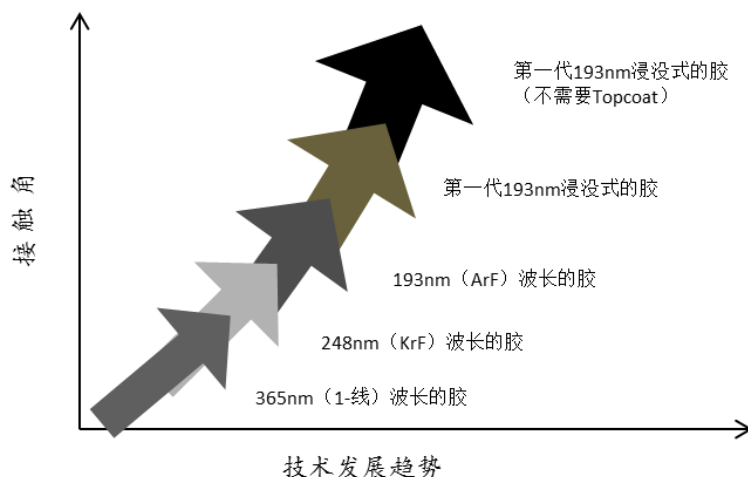 第一代193nm浸没式的胶
（不需要Topcoat）
第一代193nm浸没式的胶
193nm（ArF）波长的胶
248nm（KrF）波长的胶
365nm（1-线）波长的胶
接触角
技术发展趋势